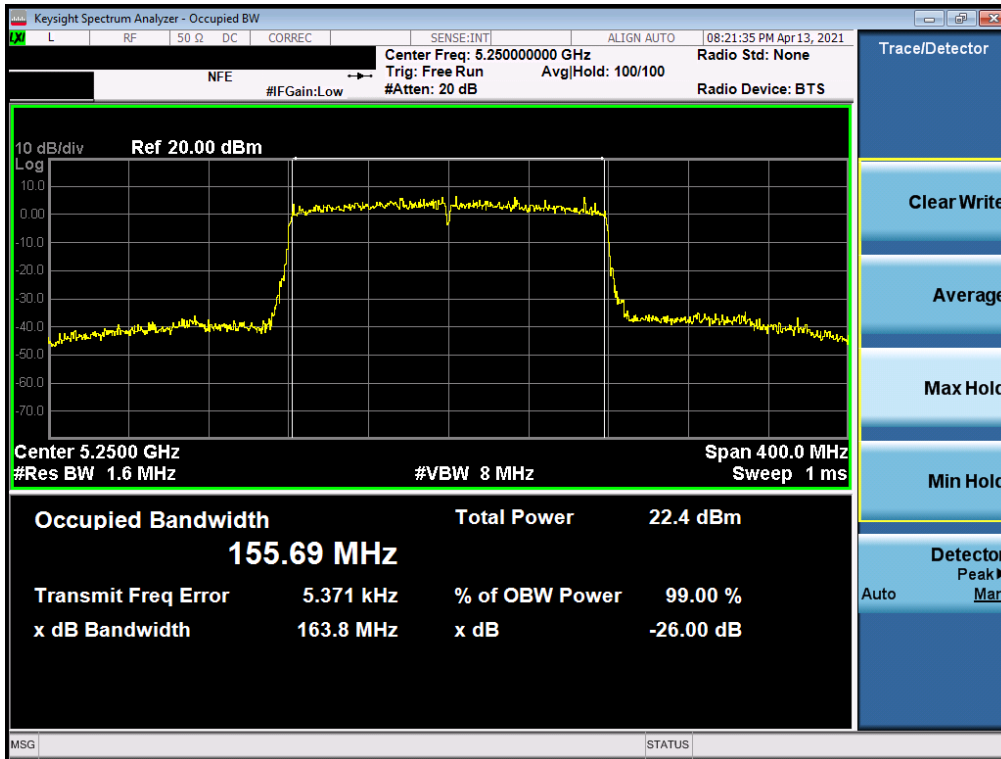 Keysight Spectrum Analyzer - Occupied BW
LXI L RF 50 Ω DC CORREC SENSE:INT ALIGN AUTO 08:21:35 PM Apr 13, 2021
Center Freq: 5.250000000 GHz Radio Std: None
NFE Trig: Free Run Avg|Hold: 100/100
#IFGain:Low #Atten: 20 dB Radio Device: BTS
10 dB/div Ref 20.00 dBm
Log
10.0
0.00
-10.0
-20.0
-30.0
-40.0
-50.0
-60.0
-70.0
Center 5.2500 GHz Span 400.0 MHz
#Res BW 1.6 MHz #VBW 8 MHz Sweep 1 ms
Occupied Bandwidth Total Power 22.4 dBm
155.69 MHz
Transmit Freq Error 5.371 kHz % of OBW Power 99.00 %
x dB Bandwidth 163.8 MHz x dB -26.00 dB
MSG STATUS
Trace/Detector
Clear Write
Average
Max Hold
Min Hold
Detector
Peak
Auto Man